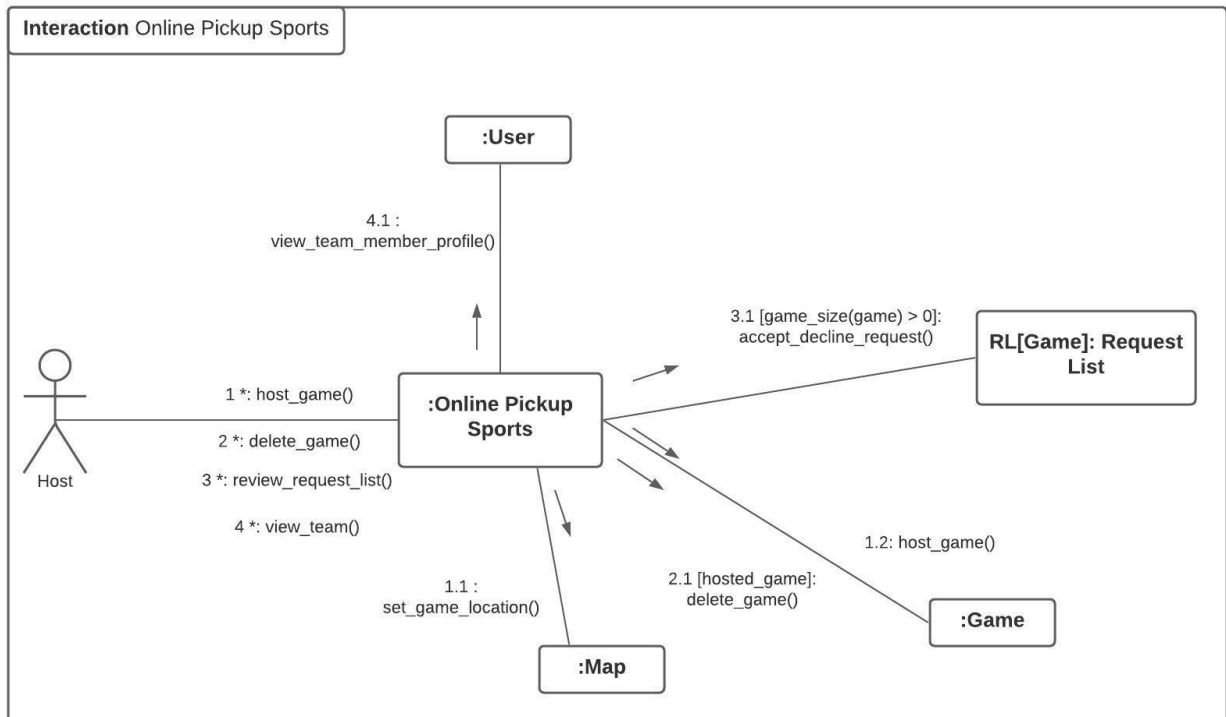 Interaction Online Pickup Sports
:User
4.1 :
view_team_member_profile()
3.1 [game_size(game) > 0]:
accept_decline_request()
RL[Game]: Request
List
1 *: host_game()
:Online Pickup
Sports
2 *: delete_game()
Host
3 *: review_request_list()
4 *: view_team()
1.2: host_game()
1.1 :
set_game_location()
2.1 [hosted_game]:
delete_game()
:Game
:Map